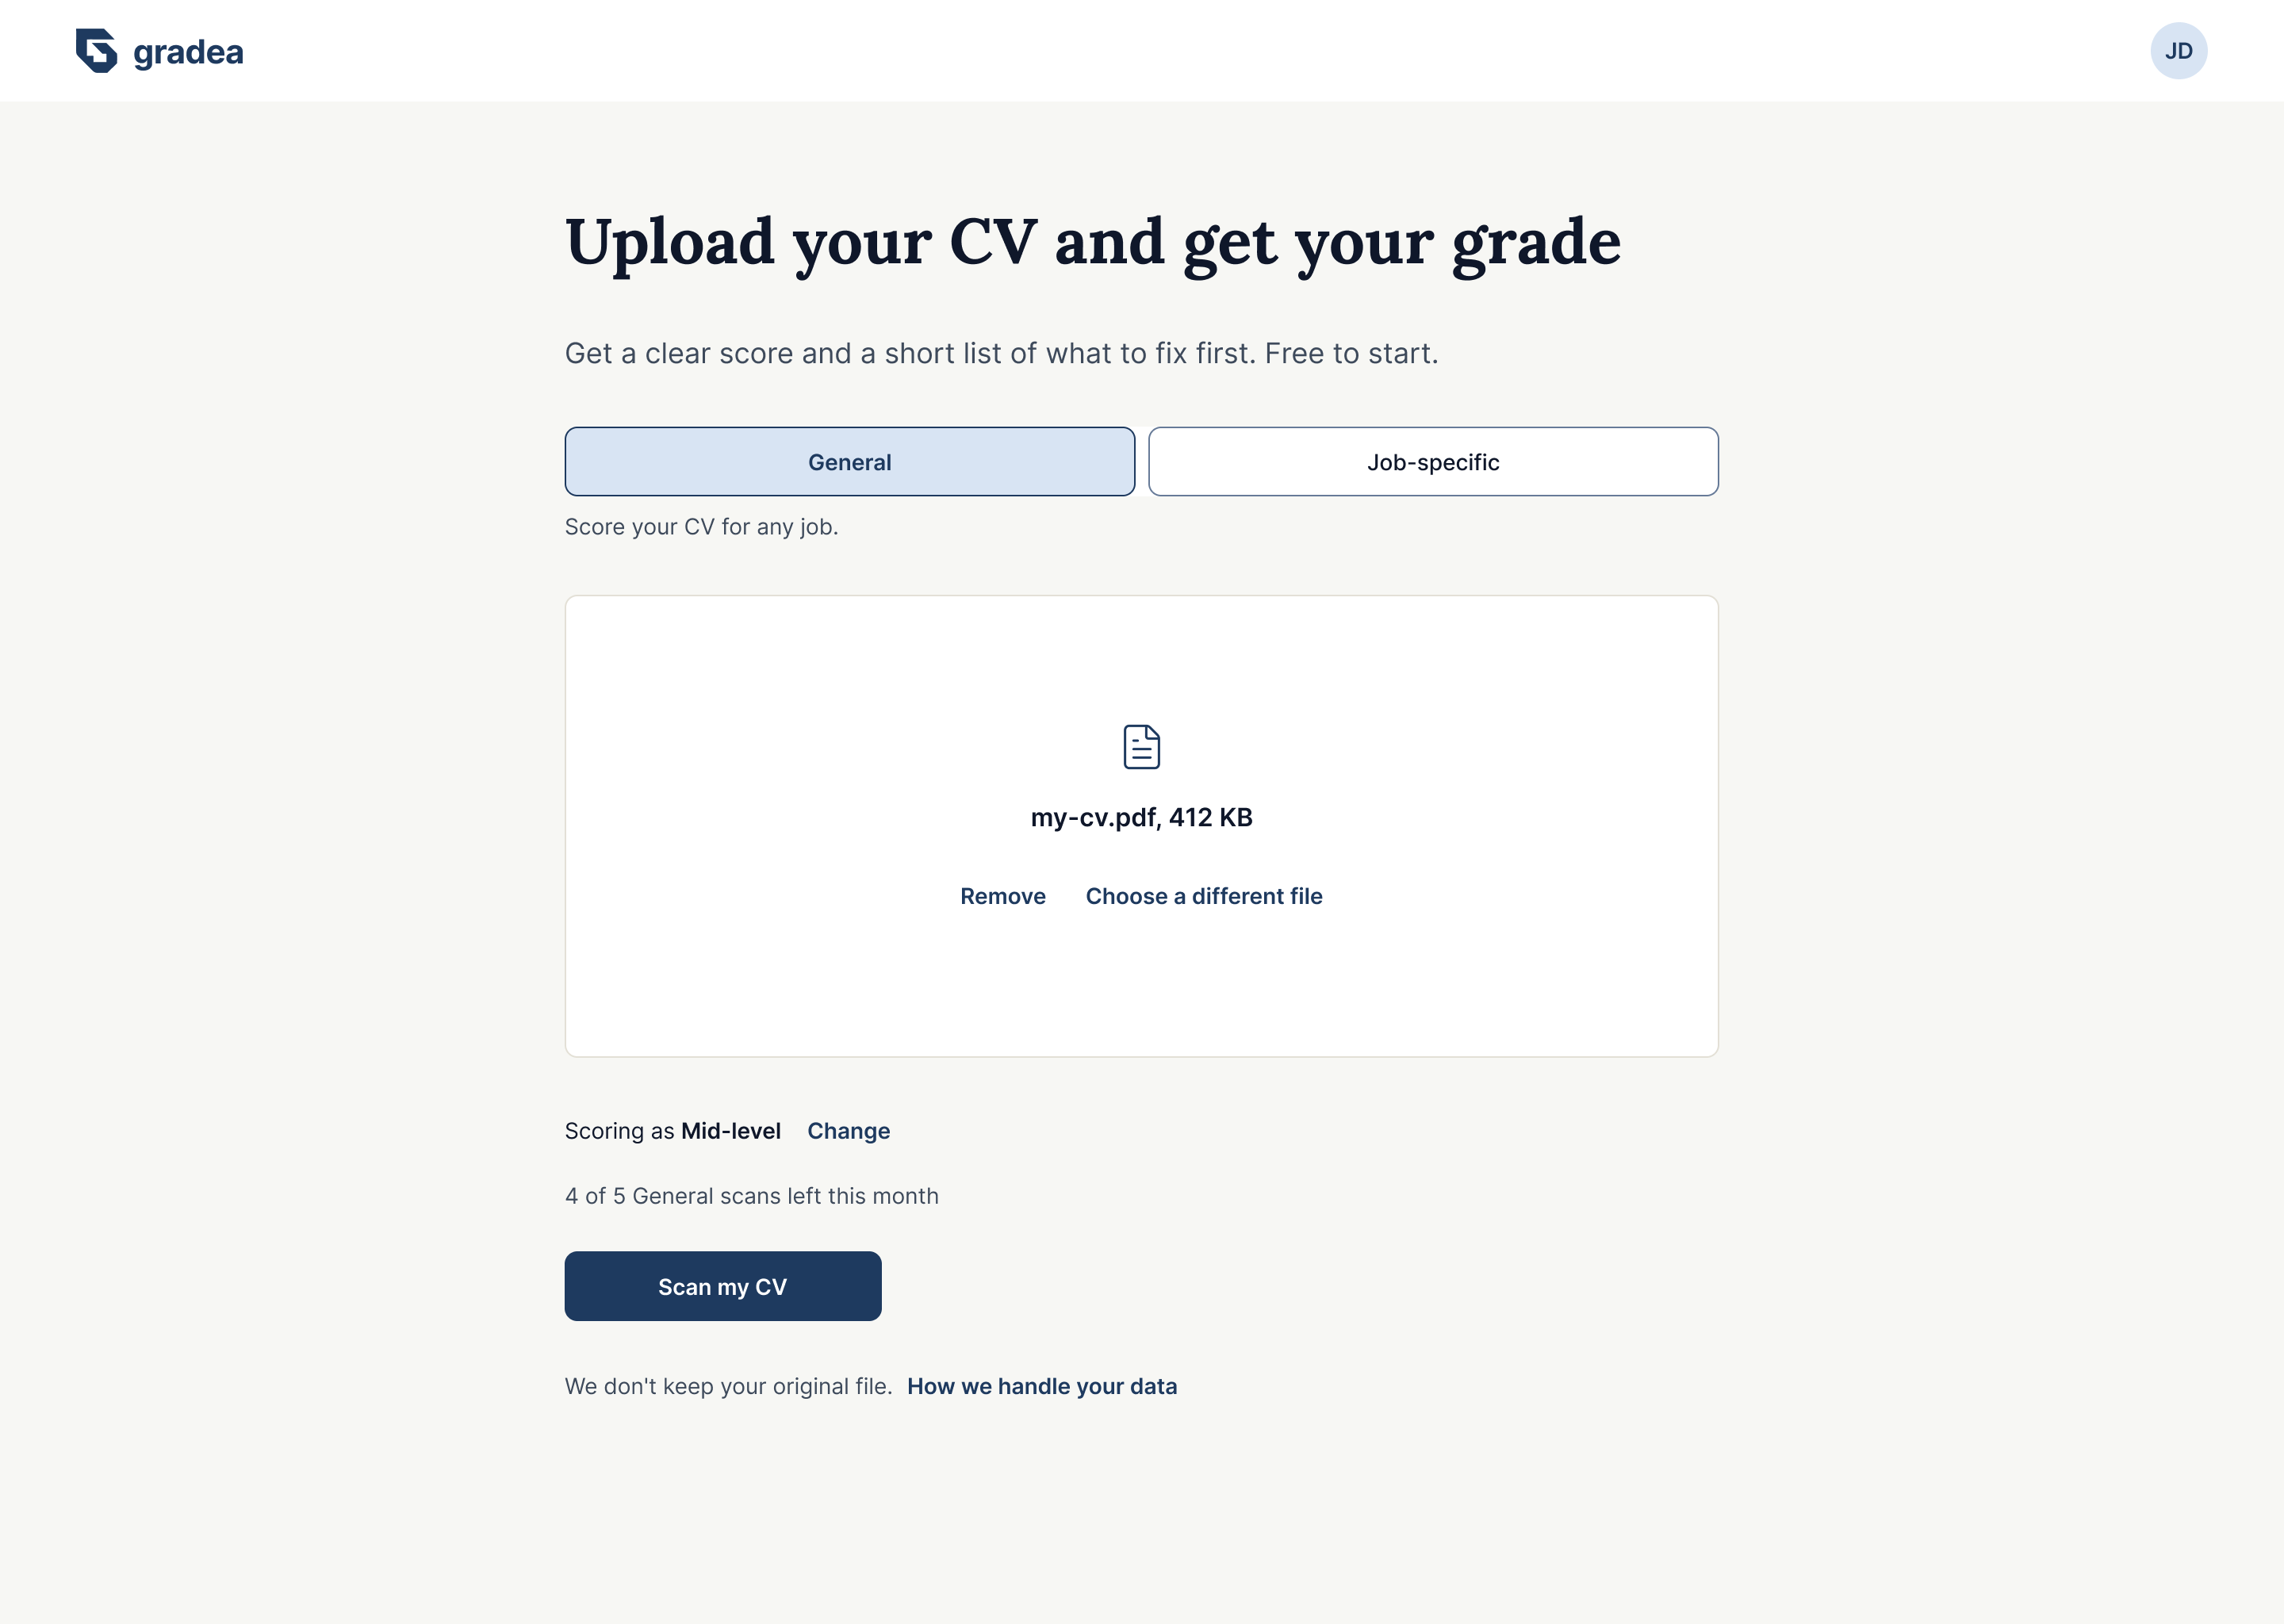 gradea
JD
Upload your CV and get your grade
Get a clear score and a short list of what to fix first. Free to start.
General
Job-specific
Score your CV for any job.
my-cv.pdf, 412 KB
Remove Choose a different file
Scoring as Mid-level Change
4 of 5 General scans left this month
Scan my CV
We don't keep your original file. How we handle your data